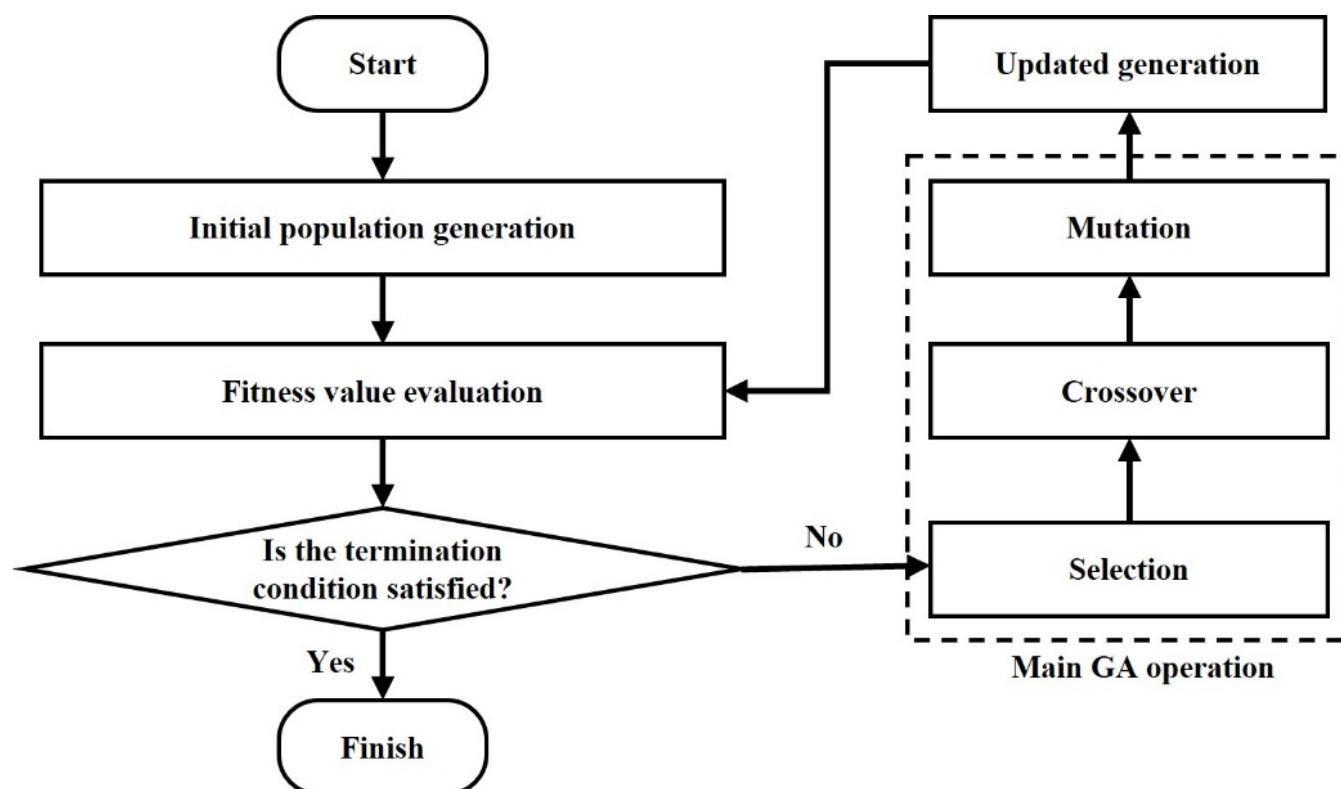 Start
Initial population generation
Fitness value evaluation
Is the termination
condition satisfied?
Yes
Finish
No
Updated generation
Mutation
Crossover
Selection
Main GA operation